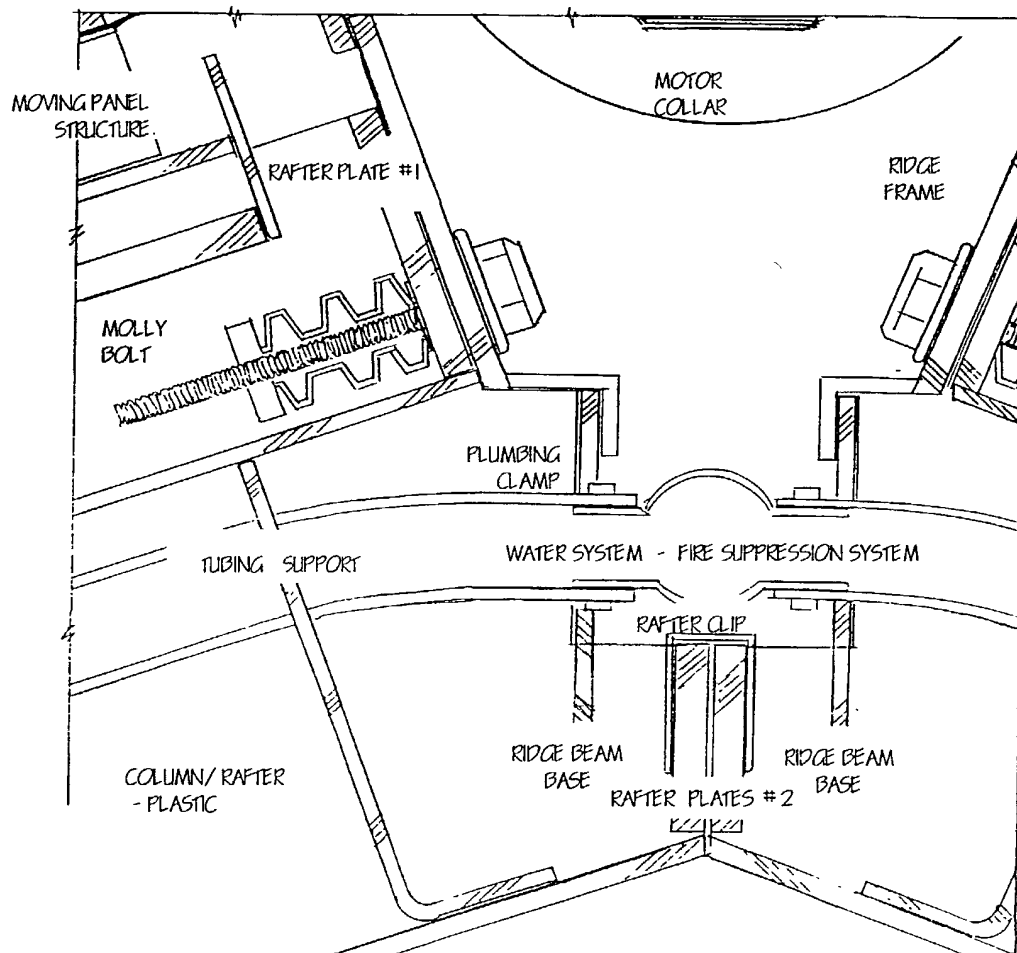 MOTOR
COLLAR
MOVING PANEL
STRUCTURE.
RAFTER PLATE #1
RIDGE
FRAME
MOLLY
BOLT
PLUMBING
CLAMP
TUBING SUPPORT
WATER SYSTEM - FIRE SUPPRESSION SYSTEM
RAFTER CLIP
COLUMN/RAFTER
- PLASTIC
RIDGE BEAM
BASE
RIDGE BEAM
BASE
RAFTER PLATES #2